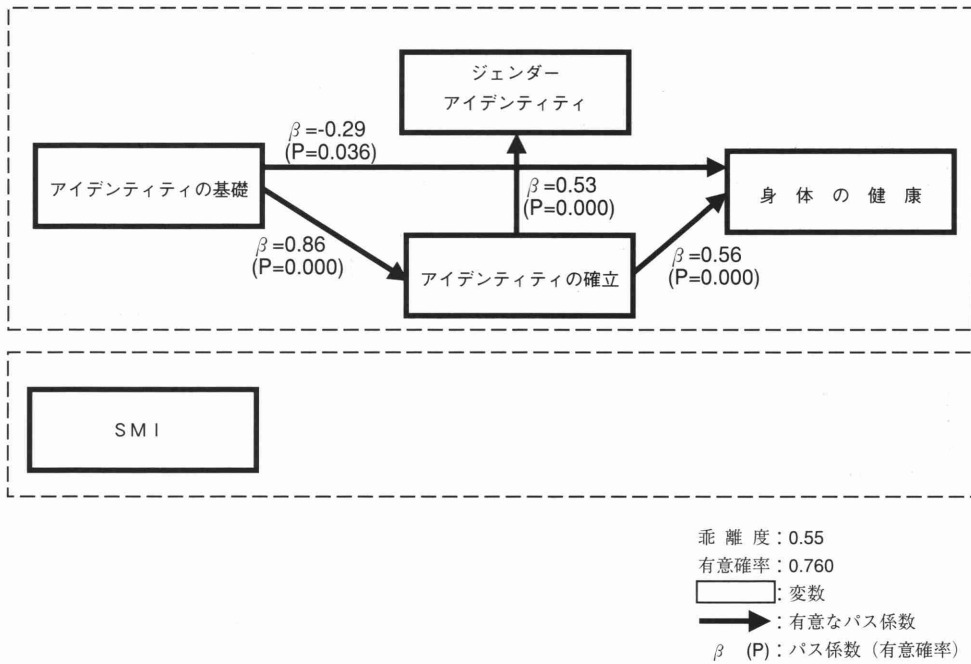 ジェンダー
アイデンティティ
β=-0.29
(P=0.036)
アイデンティティの基礎
β=0.53
(P=0.000)
身体の健康
β=0.86
(P=0.000)
アイデンティティの確立
β=0.56
(P=0.000)
SMI
乖離度：0.55
有意確率：0.760
：変数
：有意なパス係数
β (P)：パス係数（有意確率）